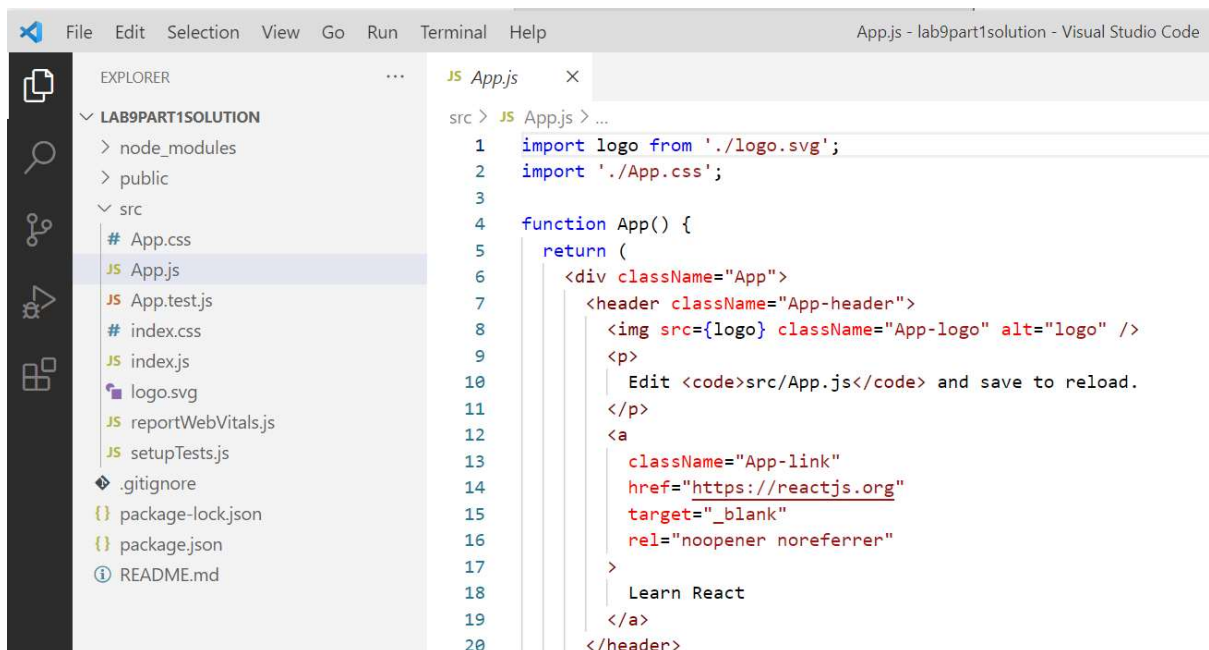 File Edit Selection View Go Run Terminal Help App.js - lab9part1solution - Visual Studio Code
EXPLORER ...
LAB9PART1SOLUTION
node_modules
public
src
# App.css
JS App.js
JS App.test.js
# index.css
JS index.js
logo.svg
JS reportWebVitals.js
JS setupTests.js
.gitignore
{} package-lock.json
{} package.json
README.md
JS App.js ×
src > JS App.js > ...
1 import logo from './logo.svg';
2 import './App.css';
3
4 function App() {
5 return (
6 <div className="App">
7 <header className="App-header">
8 <img src={logo} className="App-logo" alt="logo" />
9 <p>
10 Edit <code>src/App.js</code> and save to reload.
11 </p>
12 <a
13 className="App-link"
14 href="https://reactjs.org"
15 target="_blank"
16 rel="noopener noreferrer"
17 >
18 Learn React
19 </a>
20 </header>